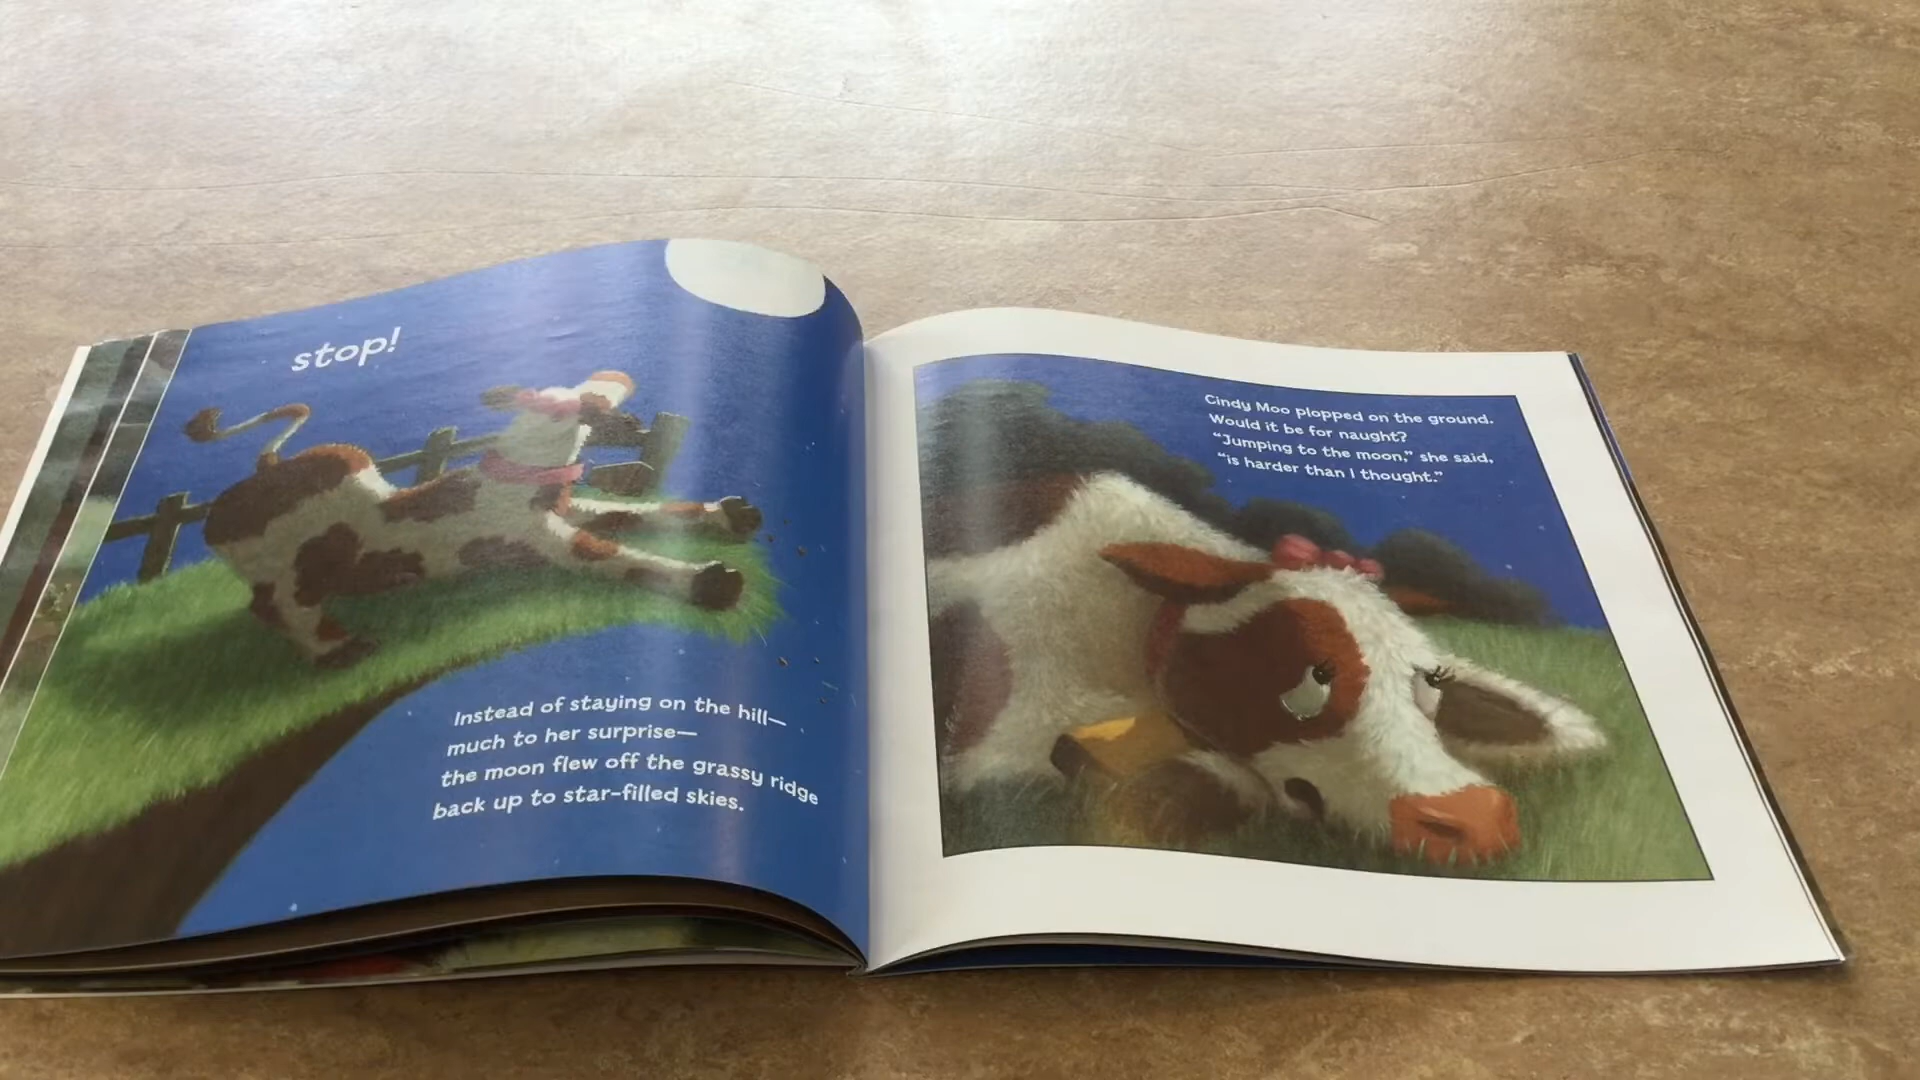 stop!
Instead of staying on the hill—
much to her surprise—
the moon flew off the grassy ridge
back up to star-filled skies.
Cindy Moo plopped on the ground.
Would it be for naught?
“Jumping to the moon,” she said,
“is harder than I thought.”